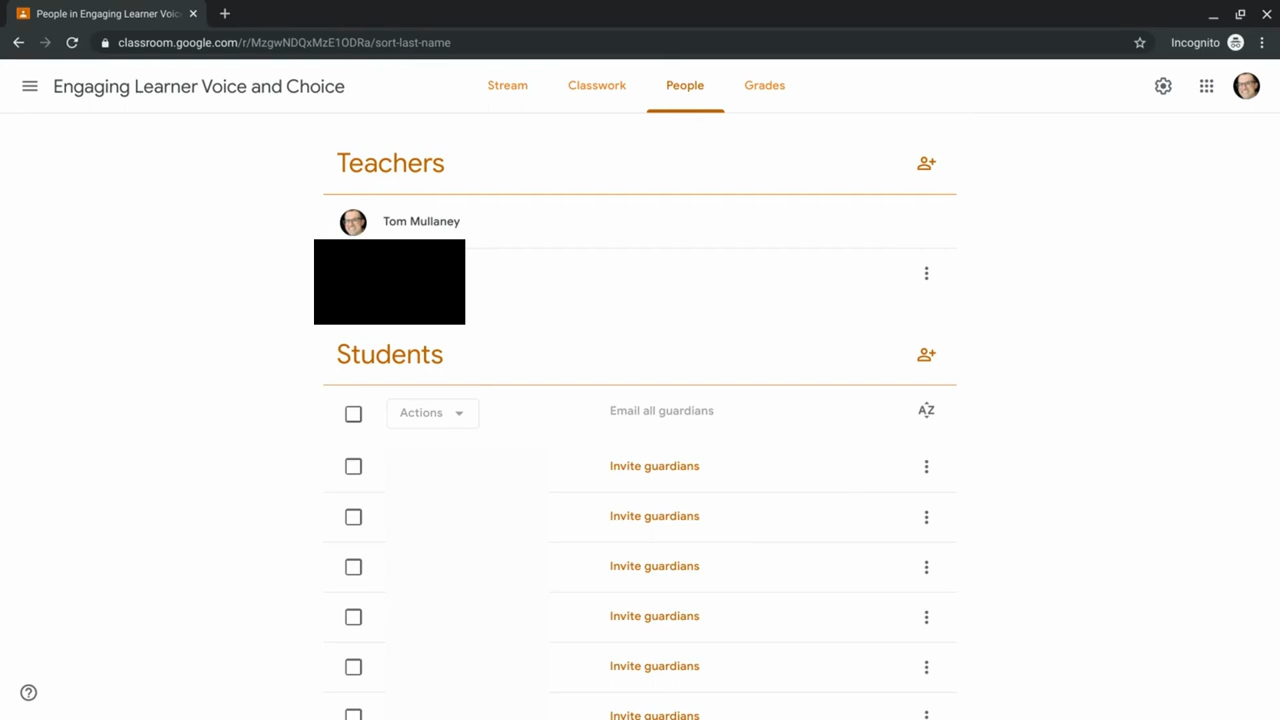 People in Engaging Learner Voic
classroom.google.com/r/MzgwNDQxMzE1ODRa/sort-last-name
Incognito
Engaging Learner Voice and Choice
Stream
Classwork
People
Grades
Teachers
Tom Mullaney
Students
Actions
Email all guardians
AZ
Invite guardians
Invite guardians
Invite guardians
Invite guardians
Invite guardians
Invite guardians